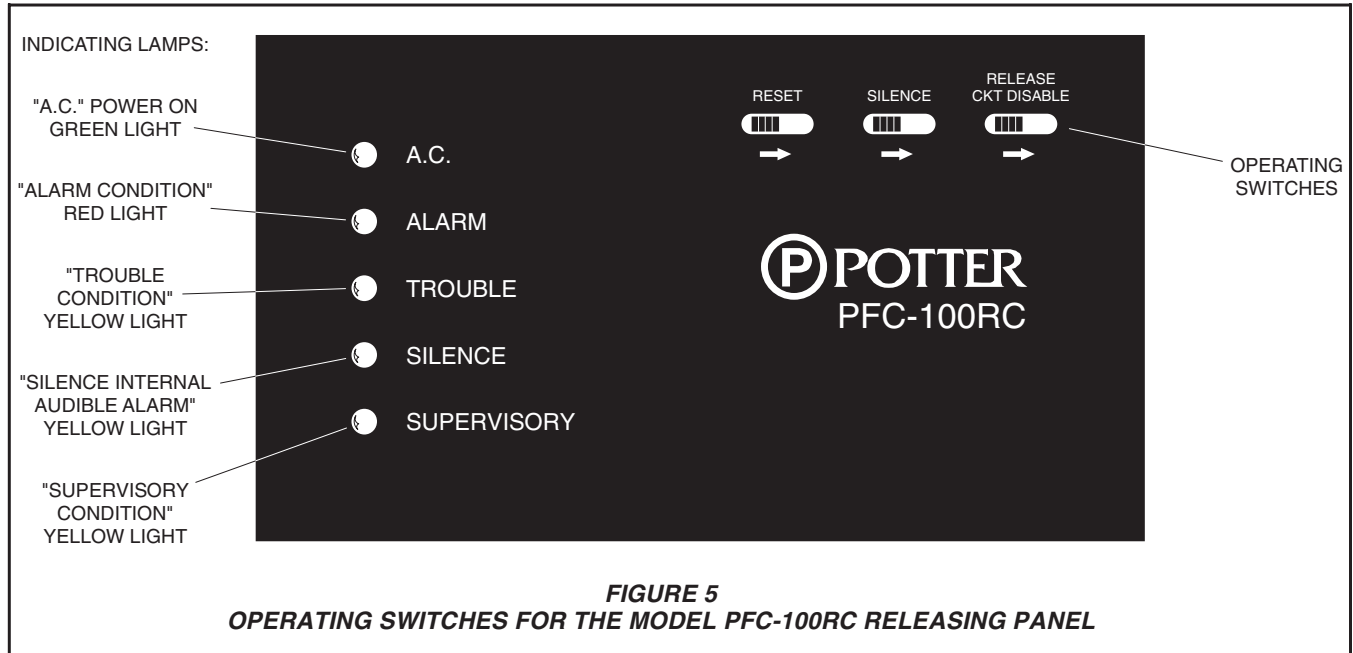 INDICATING LAMPS:
"A.C." POWER ON
GREEN LIGHT
"ALARM CONDITION"
RED LIGHT
"TROUBLE
CONDITION"
YELLOW LIGHT
"SILENCE INTERNAL
AUDIBLE ALARM"
YELLOW LIGHT
"SUPERVISORY
CONDITION"
YELLOW LIGHT
A.C.
ALARM
TROUBLE
SILENCE
SUPERVISORY
RESET
SILENCE
RELEASE
CKT DISABLE
P POTTER
PFC-100RC
OPERATING
SWITCHES
FIGURE 5
OPERATING SWITCHES FOR THE MODEL PFC-100RC RELEASING PANEL